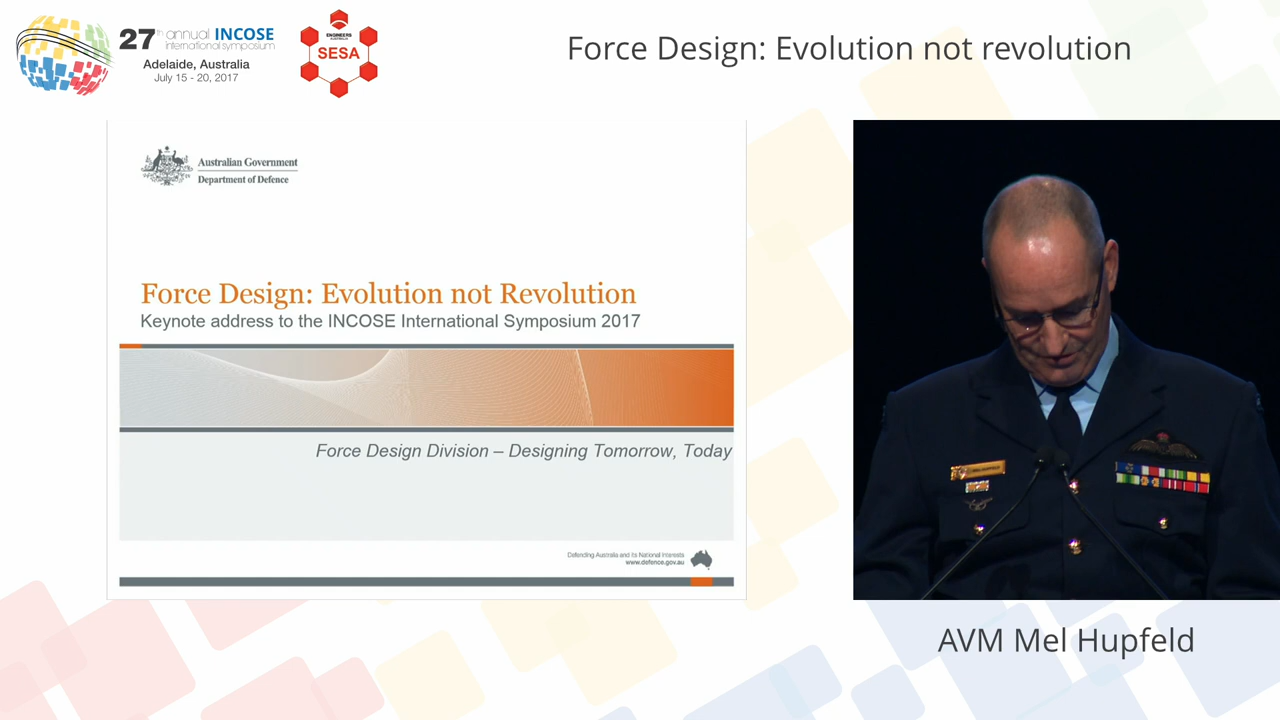 27th annual INCOSE
international symposium
Adelaide, Australia
July 15 - 20, 2017
ENGINEERS
AUSTRALIA
SESA
Force Design: Evolution not revolution
Australian Government
Department of Defence
Force Design: Evolution not Revolution
Keynote address to the INCOSE International Symposium 2017
Force Design Division – Designing Tomorrow, Today
Defending Australia and its National Interests
www.defence.gov.au
AVM Mel Hupfeld